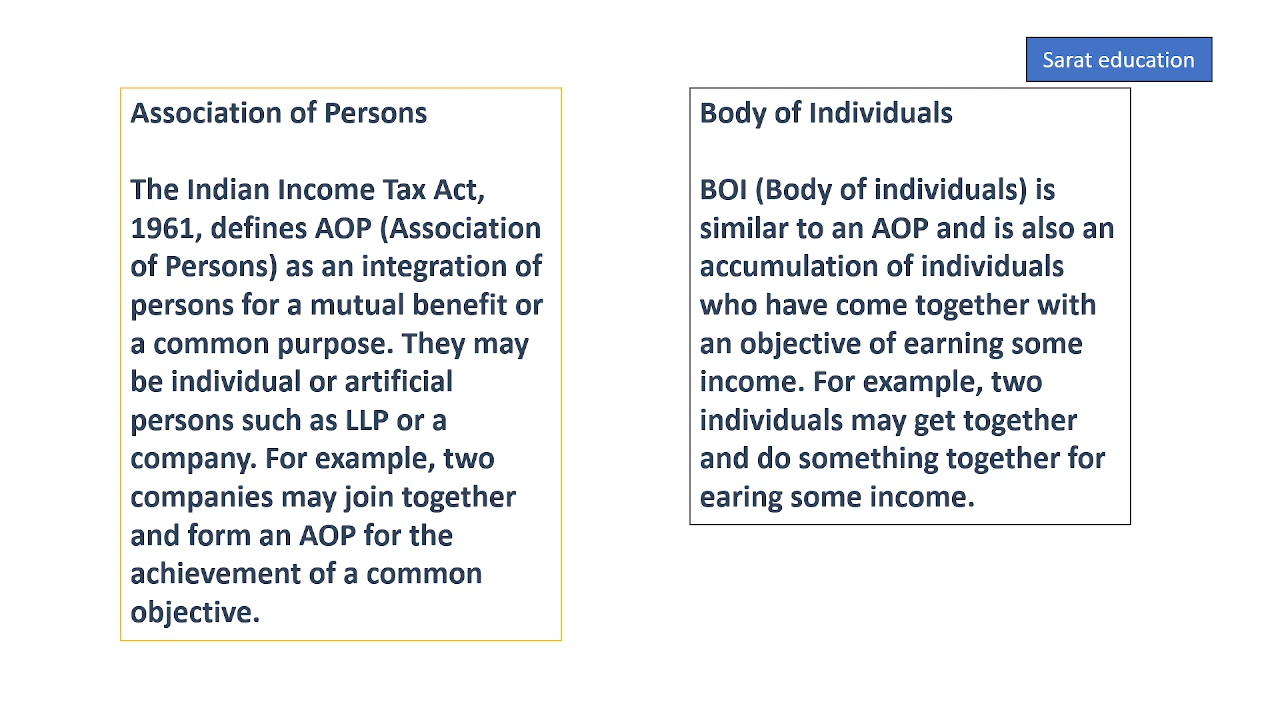 Sarat education
Association of Persons
The Indian Income Tax Act,
1961, defines AOP (Association
of Persons) as an integration of
persons for a mutual benefit or
a common purpose. They may
be individual or artificial
persons such as LLP or a
company. For example, two
companies may join together
and form an AOP for the
achievement of a common
objective.
Body of Individuals
BOI (Body of individuals) is
similar to an AOP and is also an
accumulation of individuals
who have come together with
an objective of earning some
income. For example, two
individuals may get together
and do something together for
earing some income.